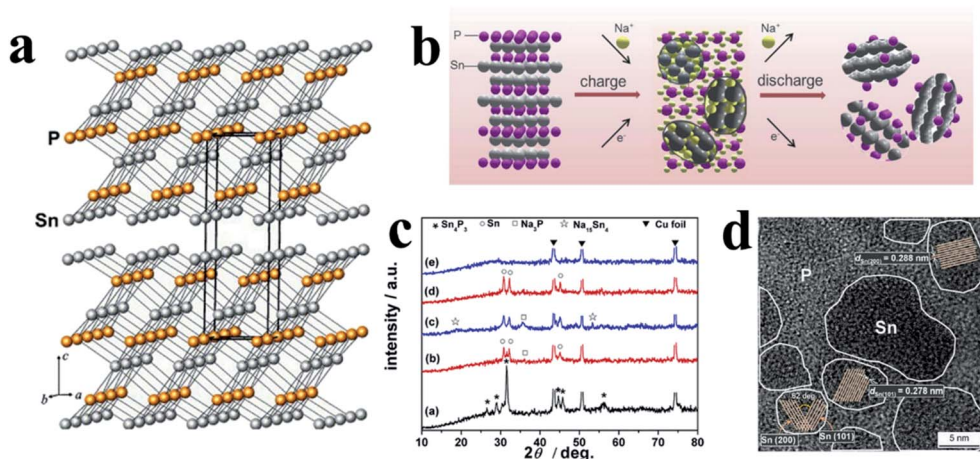 a
P
Sn
c
b
a
b
P
Sn
Na⁺
charge
e⁻
Na⁺
discharge
e⁻
c
* Sn₄P₃ ○ Sn □ Na₃P ☆ Na₁₅Sn₄ ▼ Cu foil
intensity / a.u.
(e)
(d)
(c)
(b)
(a)
10 20 30 40 50 60 70 80
2θ / deg.
d
P
d_Sn(200) = 0.288 nm
Sn
d_Sn(101) = 0.278 nm
62 deg
Sn (200)
Sn (101)
5 nm